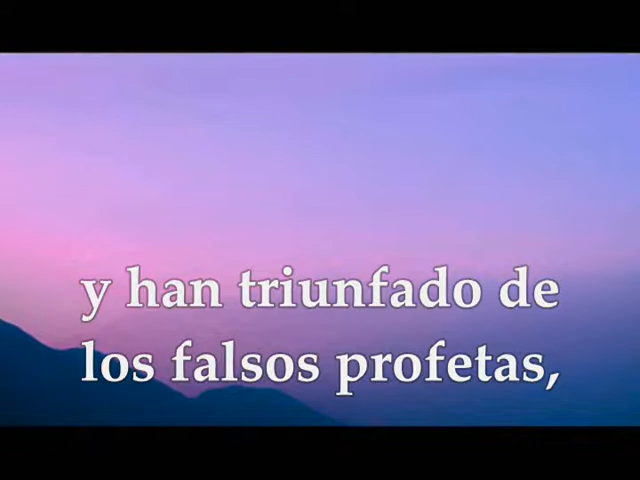 y han triunfado de
los falsos profetas,